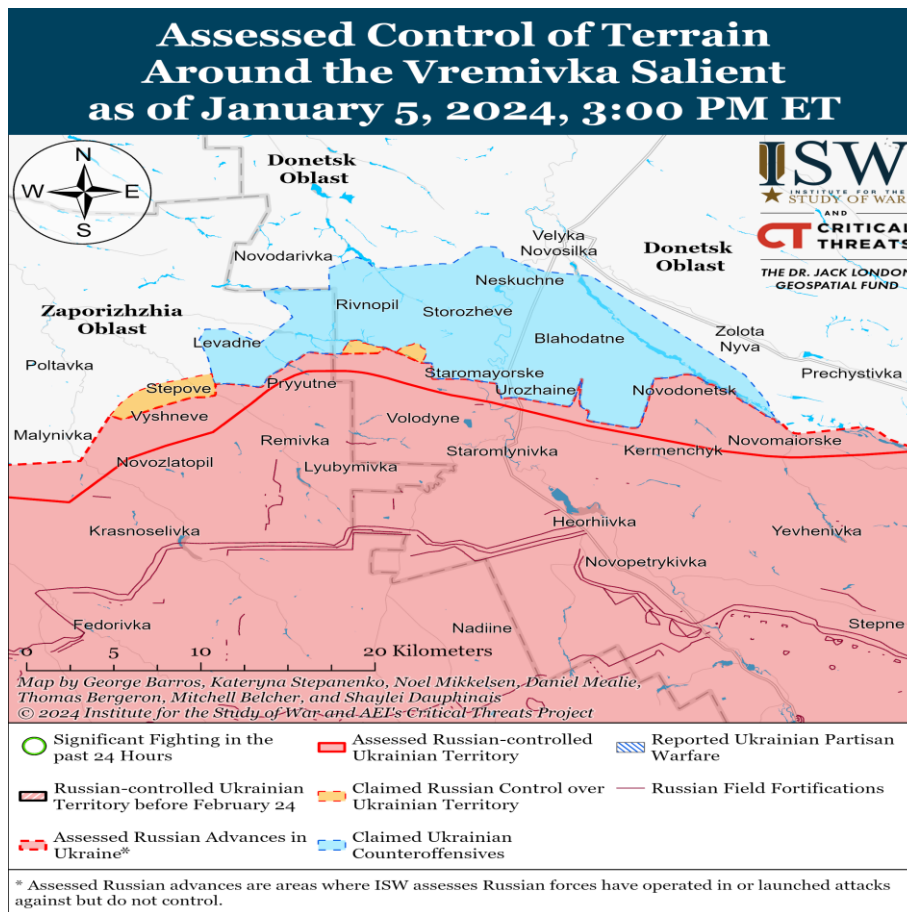 Assessed Control of Terrain
Around the Vremivka Salient
as of January 5, 2024, 3:00 PM ET
N
W
E
S
Donetsk
Oblast
ISW
INSTITUTE FOR THE
STUDY OF WAR
AND
CT CRITICAL
THREATS
THE DR. JACK LONDON
GEOSPATIAL FUND
Velyka
Novosilka
Donetsk
Oblast
Novodarivka
Neskuchne
Zaporizhzhia
Oblast
Rivnopil
Storozheve
Blahodatne
Zolota
Nyva
Levadne
Poltavka
Prechystivka
Staromayorske
Stepove
Pryyutne
Urozhaine
Novodonetsk
Vyshneve
Volodyne
Malynivka
Remivka
Novomaiorske
Staromlynivka
Kermenchyk
Novozlatopil
Lyubymivka
Heorhiivka
Krasnoselivka
Yevhenivka
Novopetrykivka
Fedorivka
Nadiine
Stepne
0 5 10 20 Kilometers
Map by George Barros, Kateryna Stepanenko, Noel Mikkelsen, Daniel Mealie,
Thomas Bergeron, Mitchell Belcher, and Shaylei Dauphinais
© 2024 Institute for the Study of War and AEI's Critical Threats Project
Significant Fighting in the
past 24 Hours
Assessed Russian-controlled
Ukrainian Territory
Reported Ukrainian Partisan
Warfare
Russian-controlled Ukrainian
Territory before February 24
Claimed Russian Control over
Ukrainian Territory
Russian Field Fortifications
Assessed Russian Advances in
Ukraine*
Claimed Ukrainian
Counteroffensives
* Assessed Russian advances are areas where ISW assesses Russian forces have operated in or launched attacks
against but do not control.